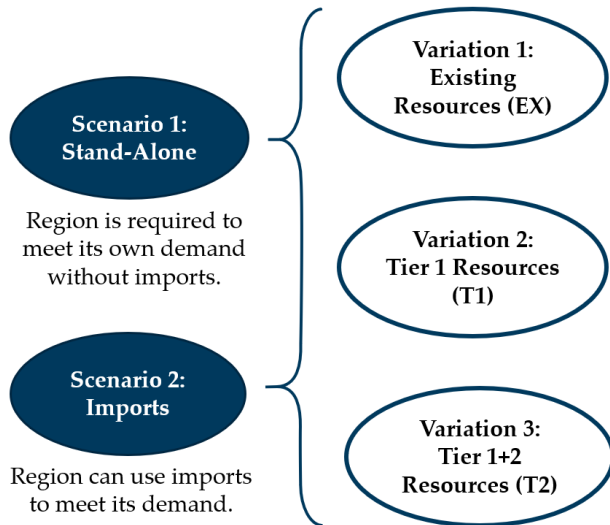 Scenario 1:
Stand-Alone
Region is required to
meet its own demand
without imports.
Scenario 2:
Imports
Region can use imports
to meet its demand.
Variation 1:
Existing
Resources (EX)
Variation 2:
Tier 1 Resources
(T1)
Variation 3:
Tier 1+2
Resources (T2)